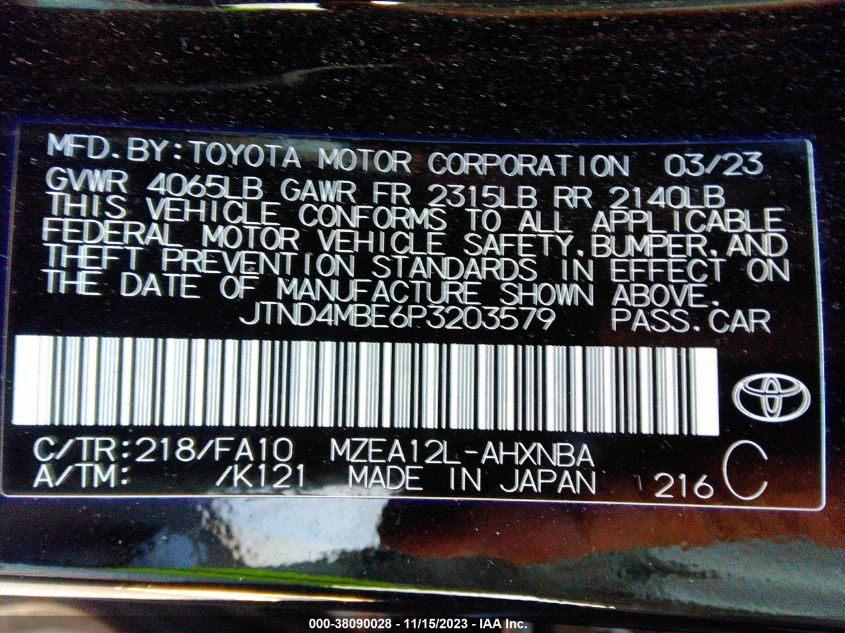 MFD.BY:TOYOTA MOTOR CORPORATION 03/23
GVWR 4065LB GAWR FR 2315LB RR 2140LB
THIS VEHICLE CONFORMS TO ALL APPLICABLE
FEDERAL MOTOR VEHICLE SAFETY,BUMPER,AND
THEFT PREVENTION STANDARDS IN EFFECT ON
THE DATE OF MANUFACTURE SHOWN ABOVE.
JTND4MBE6P3203579 PASS.CAR
C/TR:218/FA10 MZEA12L-AHXNBA
A/TM: /K121 MADE IN JAPAN 216 C
000-38090028 - 11/15/2023 - IAA Inc.